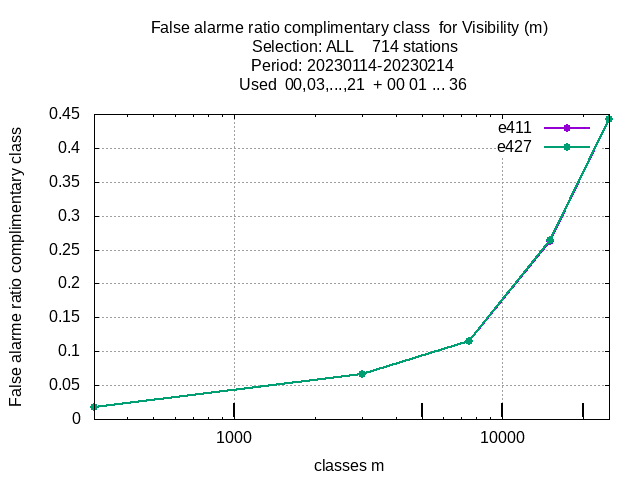 False alarme ratio complimentary class  for Visibility (m)
Selection: ALL    714 stations
Period: 20230114-20230214
Used  00,03,...,21  + 00 01 ... 36
False alarme ratio complimentary class
0.45
0.4
0.35
0.3
0.25
0.2
0.15
0.1
0.05
0
e411
e427
1000
10000
classes m